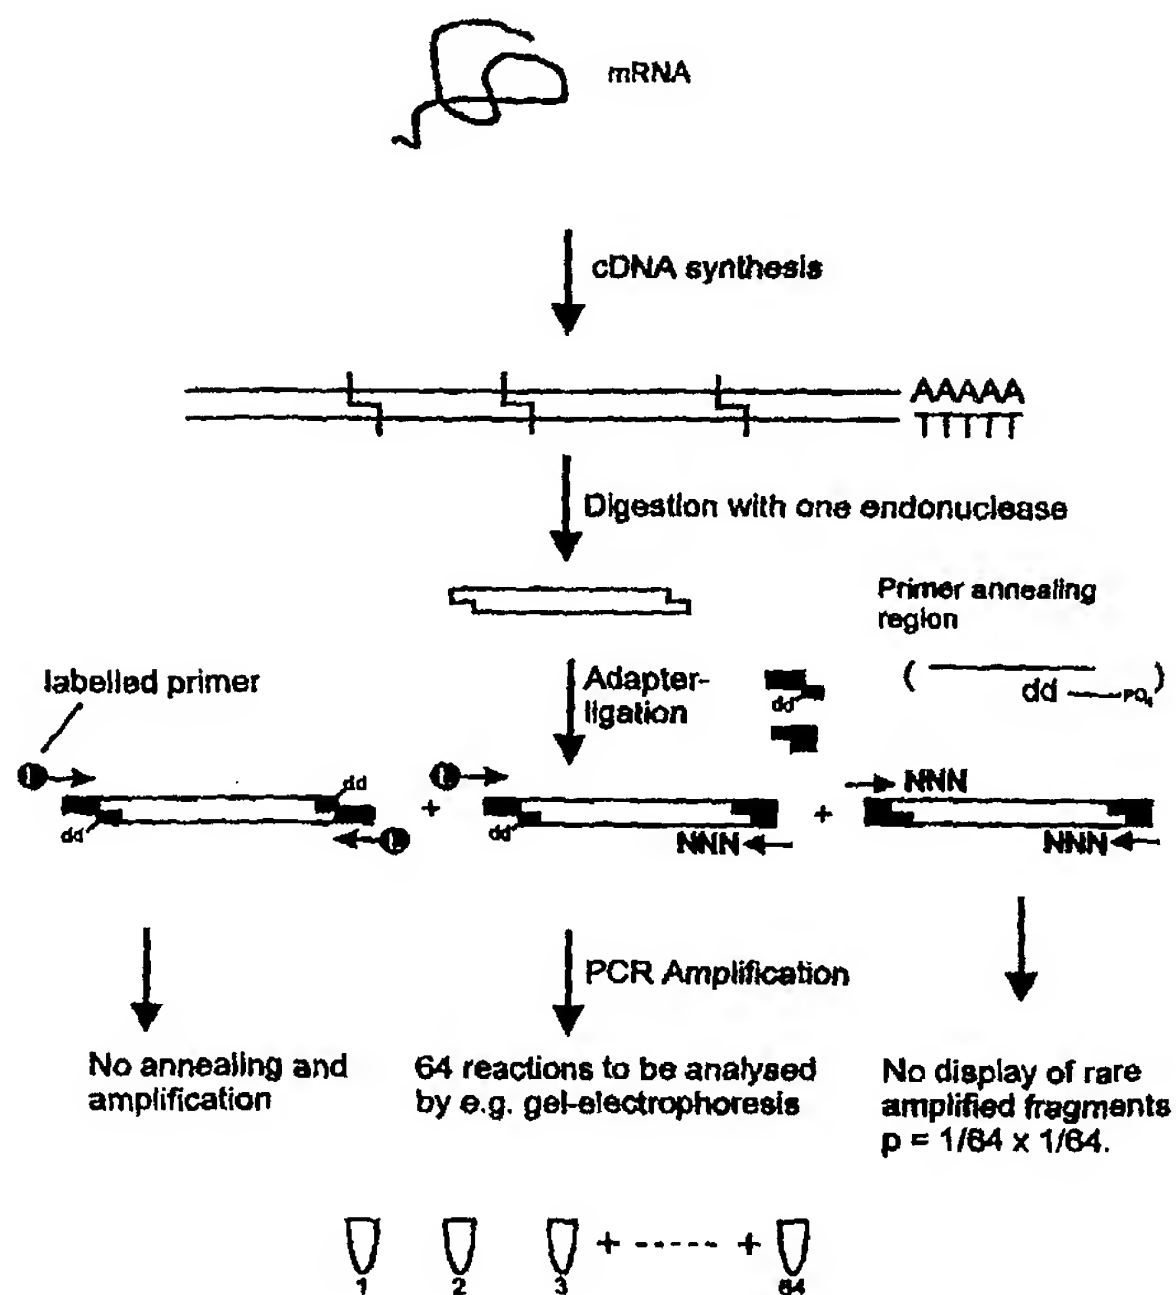 mRNA
cDNA synthesis
AAAAA
TTTTT
Digestion with one endonuclease
Primer annealing
region
labelled primer
Adapter-
ligation
dd
( dd PO4 )
L
L
NNN
dd
+
+
dd
dd
NNN
L
NNN
PCR Amplification
No annealing and
amplification
64 reactions to be analysed
by e.g. gel-electrophoresis
No display of rare
amplified fragments
p = 1/64 x 1/64.
+ ----- +
1 2 3 64